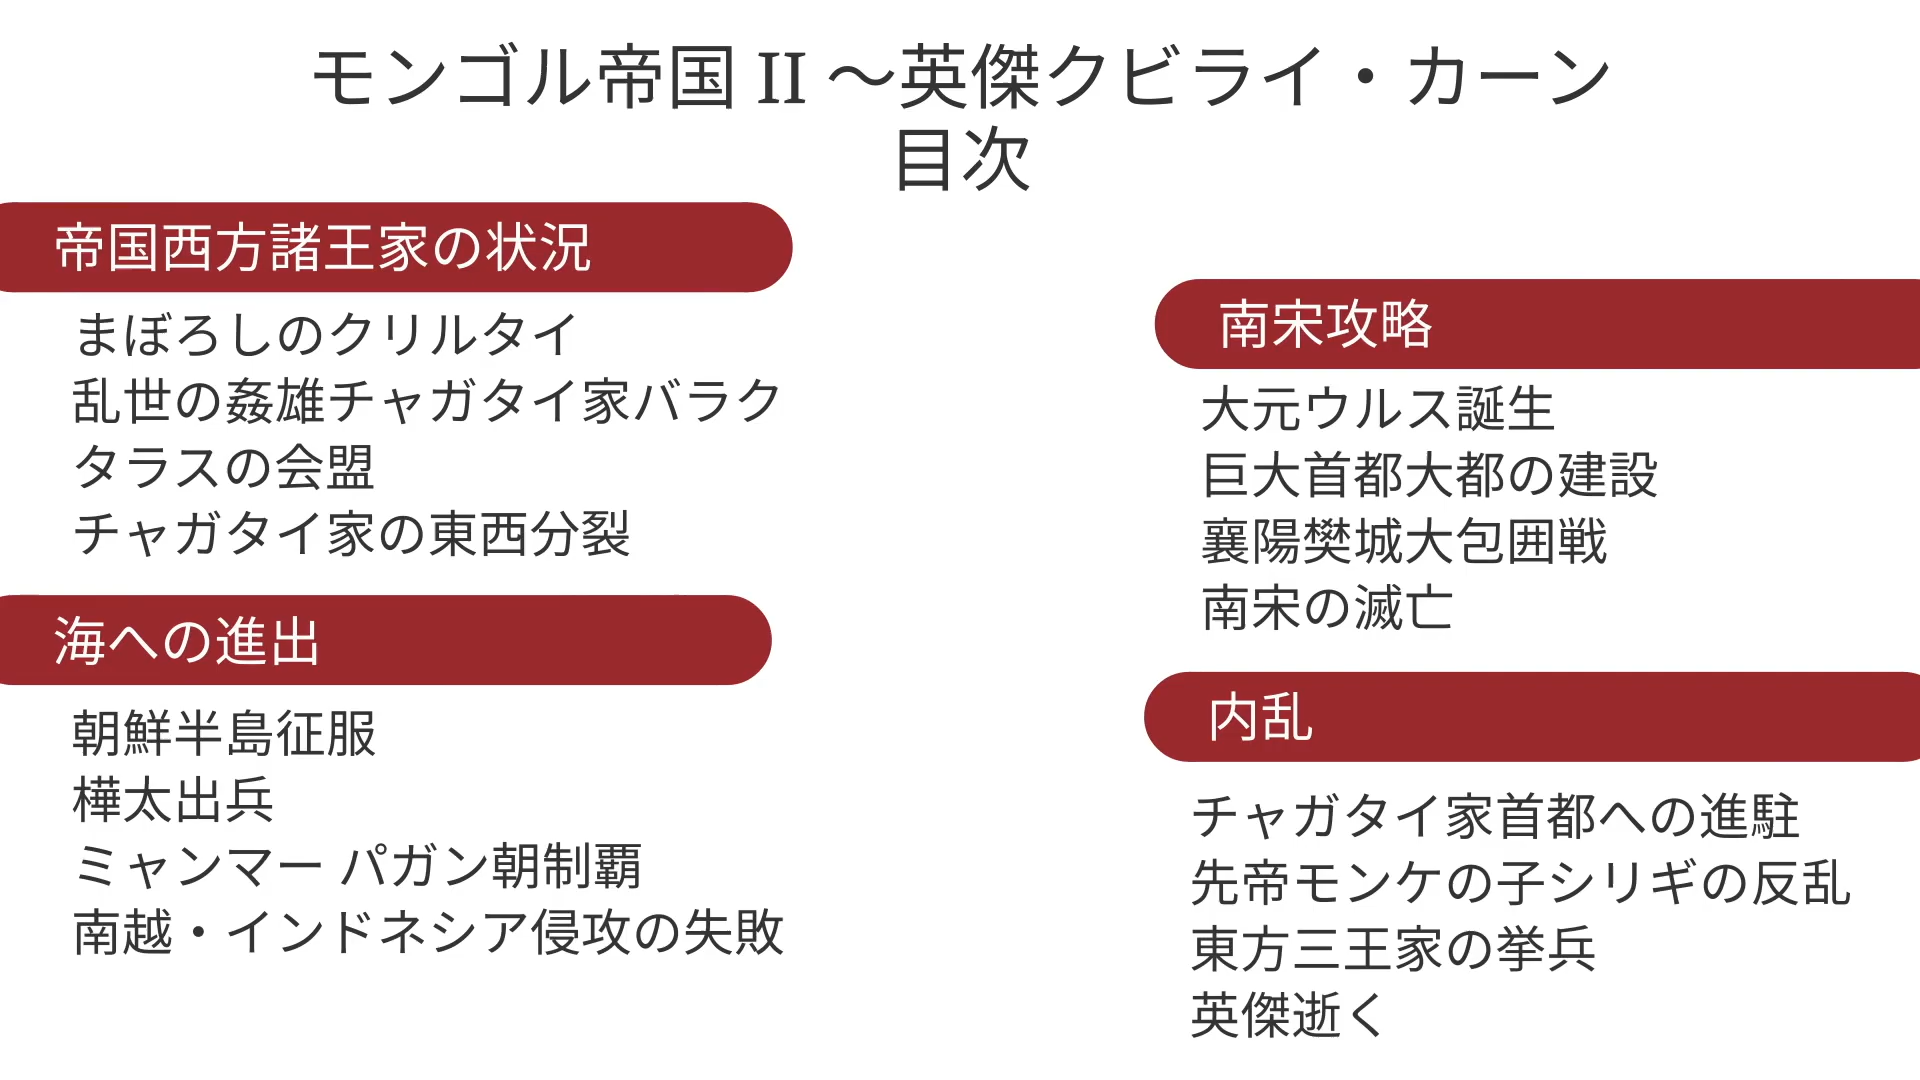 モンゴル帝国 II ～英傑クビライ・カーン
目次
帝国西方諸王家の状況
まぼろしのクリルタイ
乱世の姦雄チャガタイ家バラク
タラスの会盟
チャガタイ家の東西分裂
海への進出
朝鮮半島征服
樺太出兵
ミャンマー パガン朝制覇
南越・インドネシア侵攻の失敗
南宋攻略
大元ウルス誕生
巨大首都大都の建設
襄陽樊城大包囲戦
南宋の滅亡
内乱
チャガタイ家首都への進駐
先帝モンケの子シリギの反乱
東方三王家の挙兵
英傑逝く